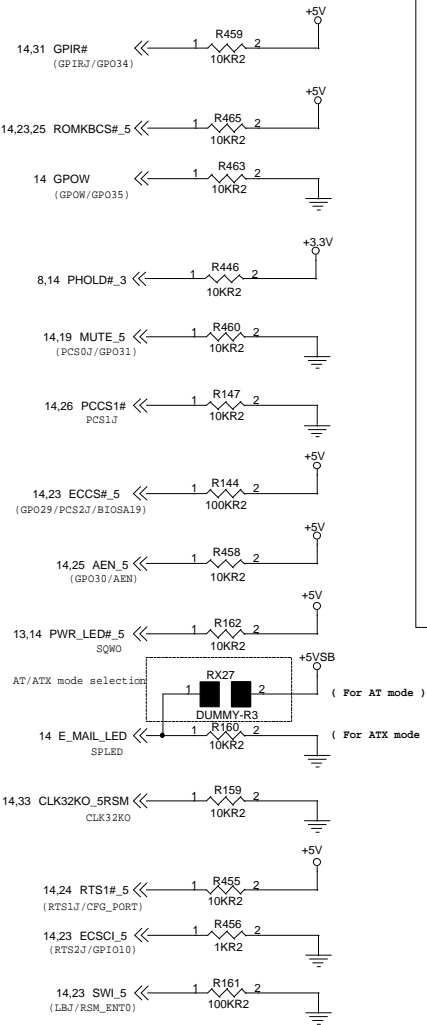 +5V
R459
14,31 GPIR# 1 2
(GPIRJ/GPO34) 10KR2
+5V
R465
14,23,25 ROMKBCS#_5 1 2
10KR2
R463
14 GPOW 1 2
(GPOW/GPO35) 10KR2
+3.3V
R446
8,14 PHOLD#_3 1 2
10KR2
R460
14,19 MUTE_5 1 2
(PCS0J/GPO31) 10KR2
R147
14,26 PCCS1# 1 2
PCS1J 10KR2
+5V
R144
14,23 ECCS#_5 1 2
(GPO29/PCS2J/BIOSA19) 100KR2
+5V
R458
14,25 AEN_5 1 2
(GPO30/AEN) 10KR2
+5V
R162
13,14 PWR_LED#_5 1 2
SQWO 10KR2
+5VSB
AT/ATX mode selection RX27
1 2 ( For AT mode )
DUMMY-R3
R160
14 E_MAIL_LED 1 2 ( For ATX mode
SPLED 10KR2
R159
14,33 CLK32KO_5RSM 1 2
CLK32KO 10KR2
+5V
R455
14,24 RTS1#_5 1 2
(RTS1J/CFG_PORT) 10KR2
R456
14,23 ECSCI_5 1 2
(RTS2J/GPIO10) 1KR2
R161
14,23 SWI_5 1 2
(LBJ/RSM_ENT0) 100KR2